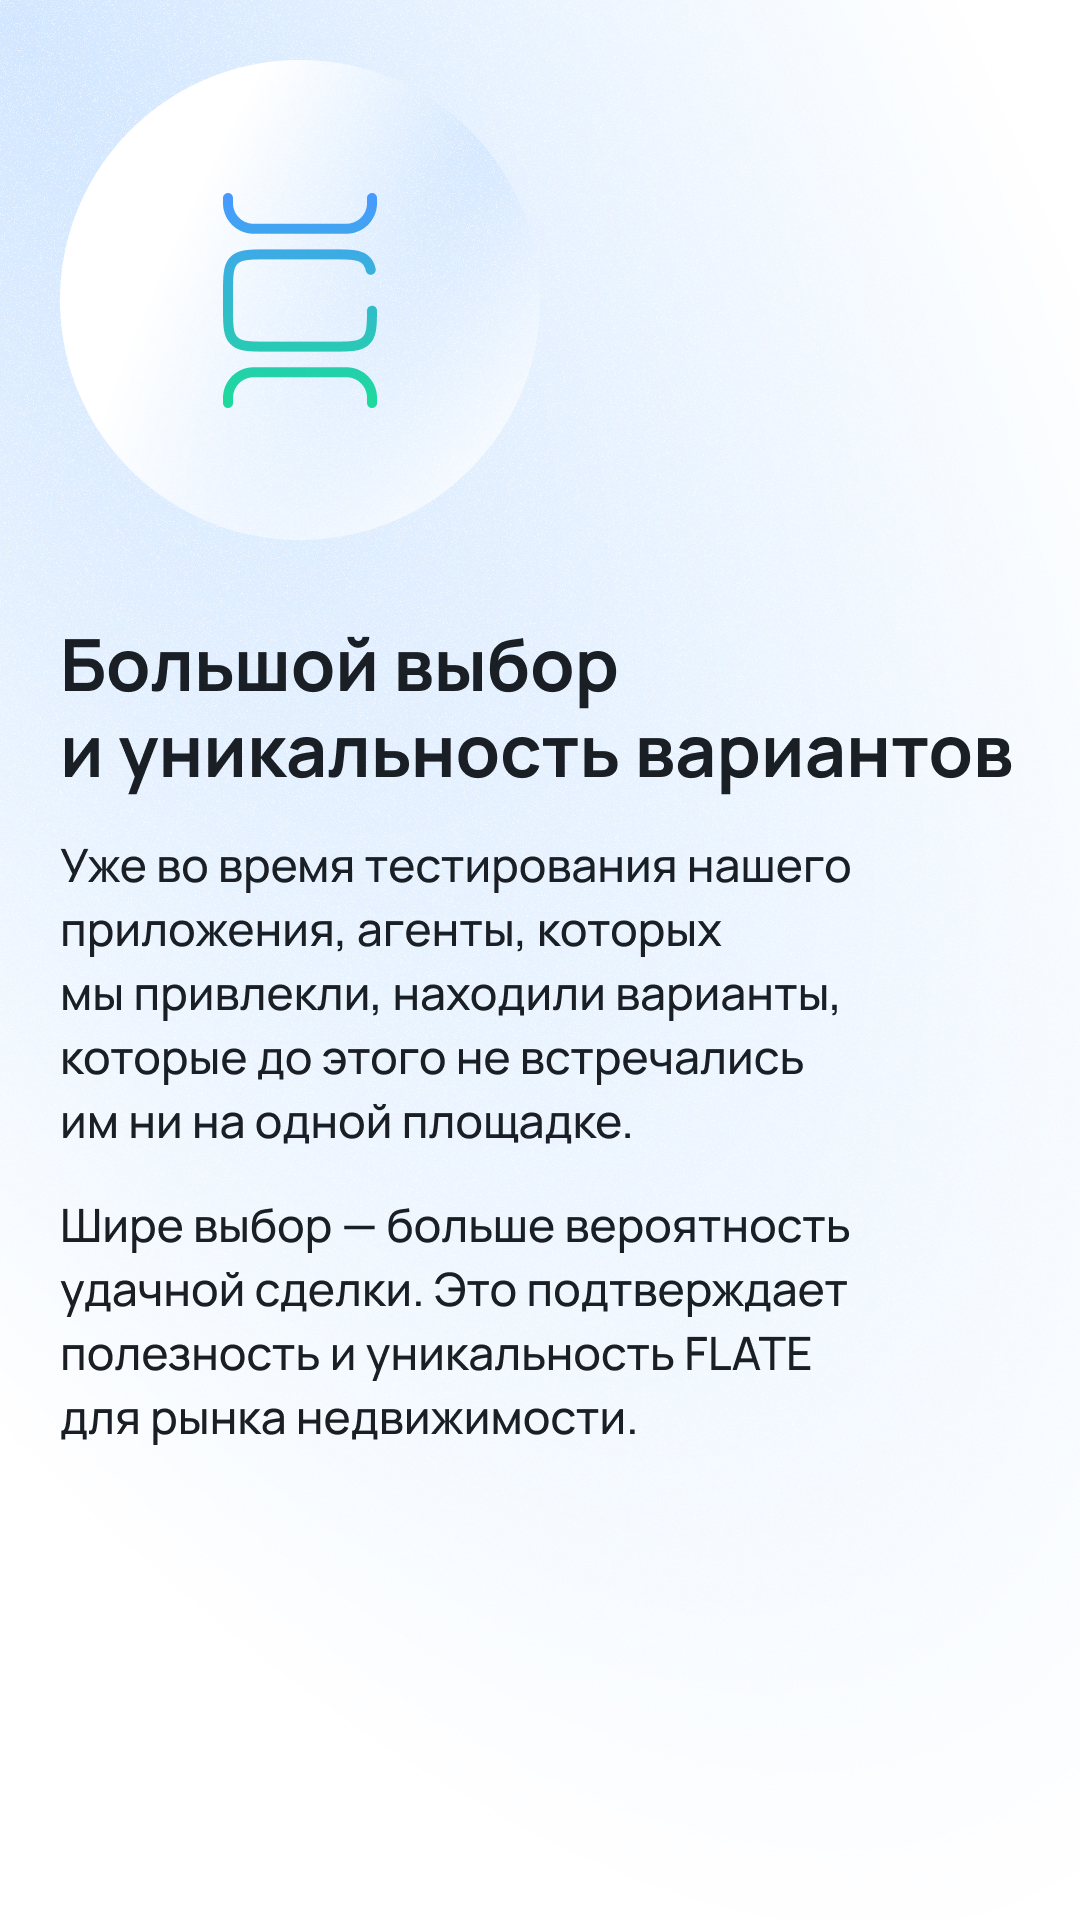 Большой выбор
и уникальность вариантов
Уже во время тестирования нашего
приложения, агенты, которых
мы привлекли, находили варианты,
которые до этого не встречались
им ни на одной площадке.
Шире выбор — больше вероятность
удачной сделки. Это подтверждает
полезность и уникальность FLATE
для рынка недвижимости.